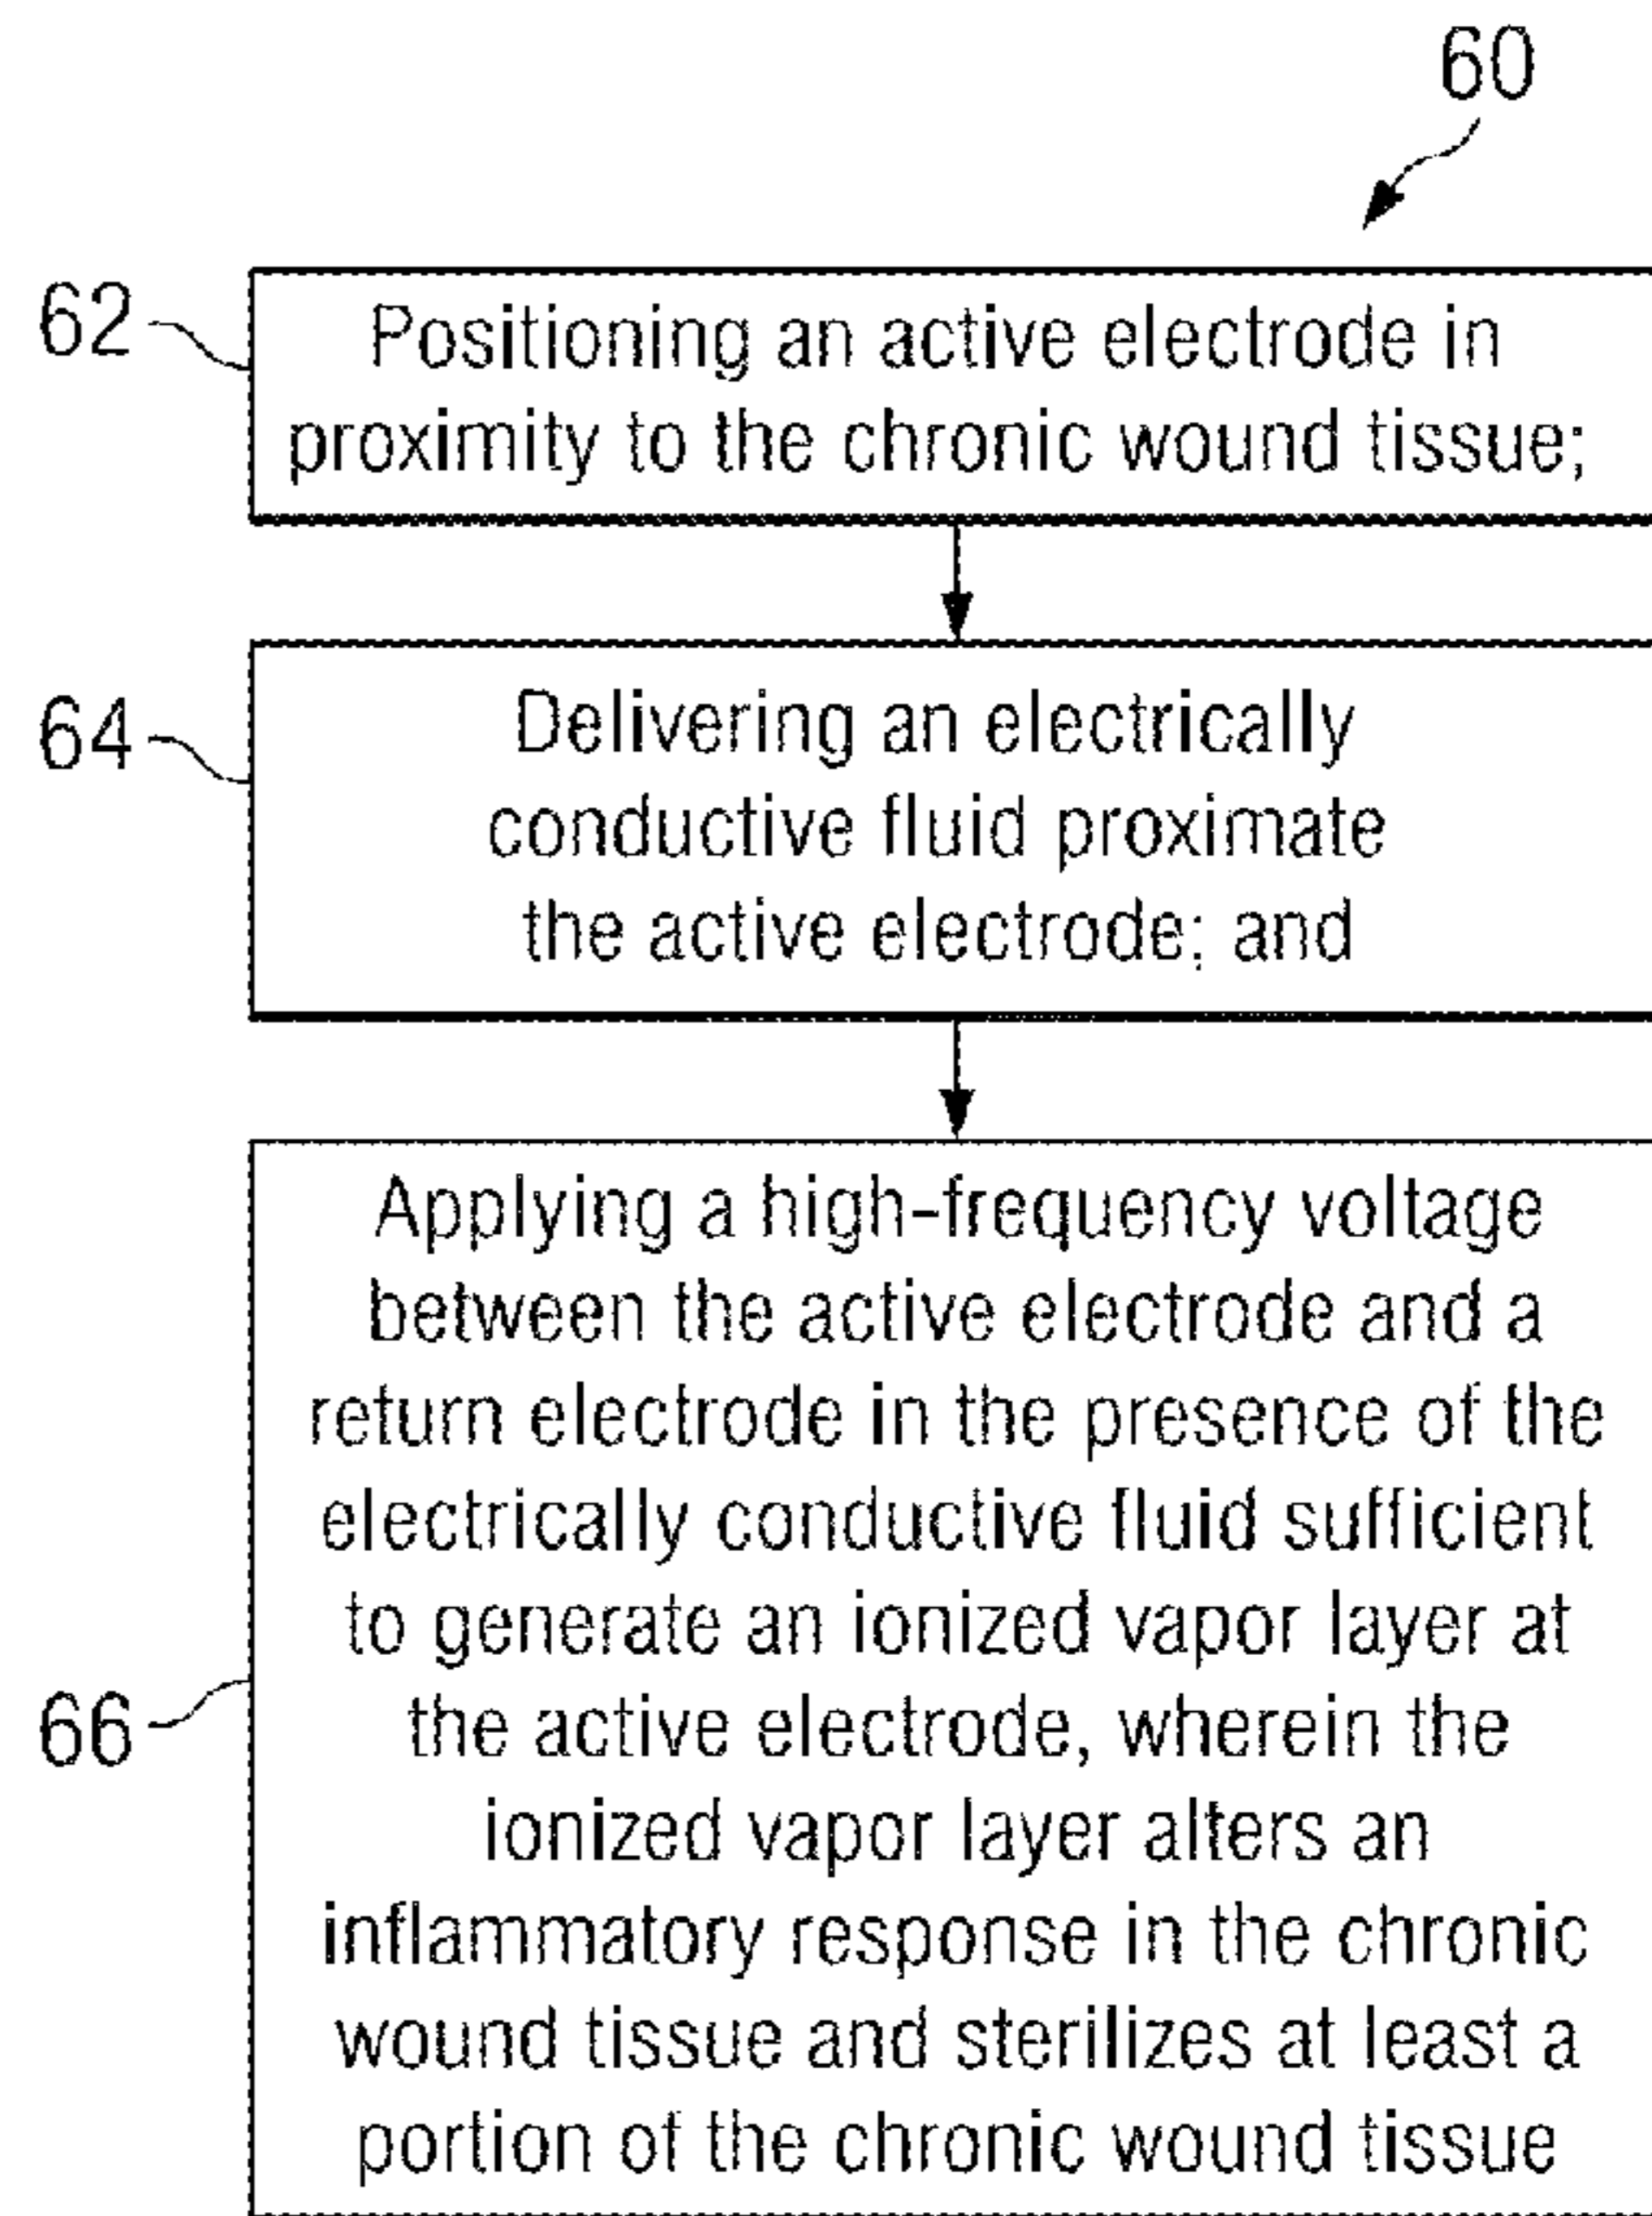 60
62
Positioning an active electrode in
proximity to the chronic wound tissue;
64
Delivering an electrically
conductive fluid proximate
the active electrode; and
66
Applying a high-frequency voltage
between the active electrode and a
return electrode in the presence of the
electrically conductive fluid sufficient
to generate an ionized vapor layer at
the active electrode, wherein the
ionized vapor layer alters an
inflammatory response in the chronic
wound tissue and sterilizes at least a
portion of the chronic wound tissue